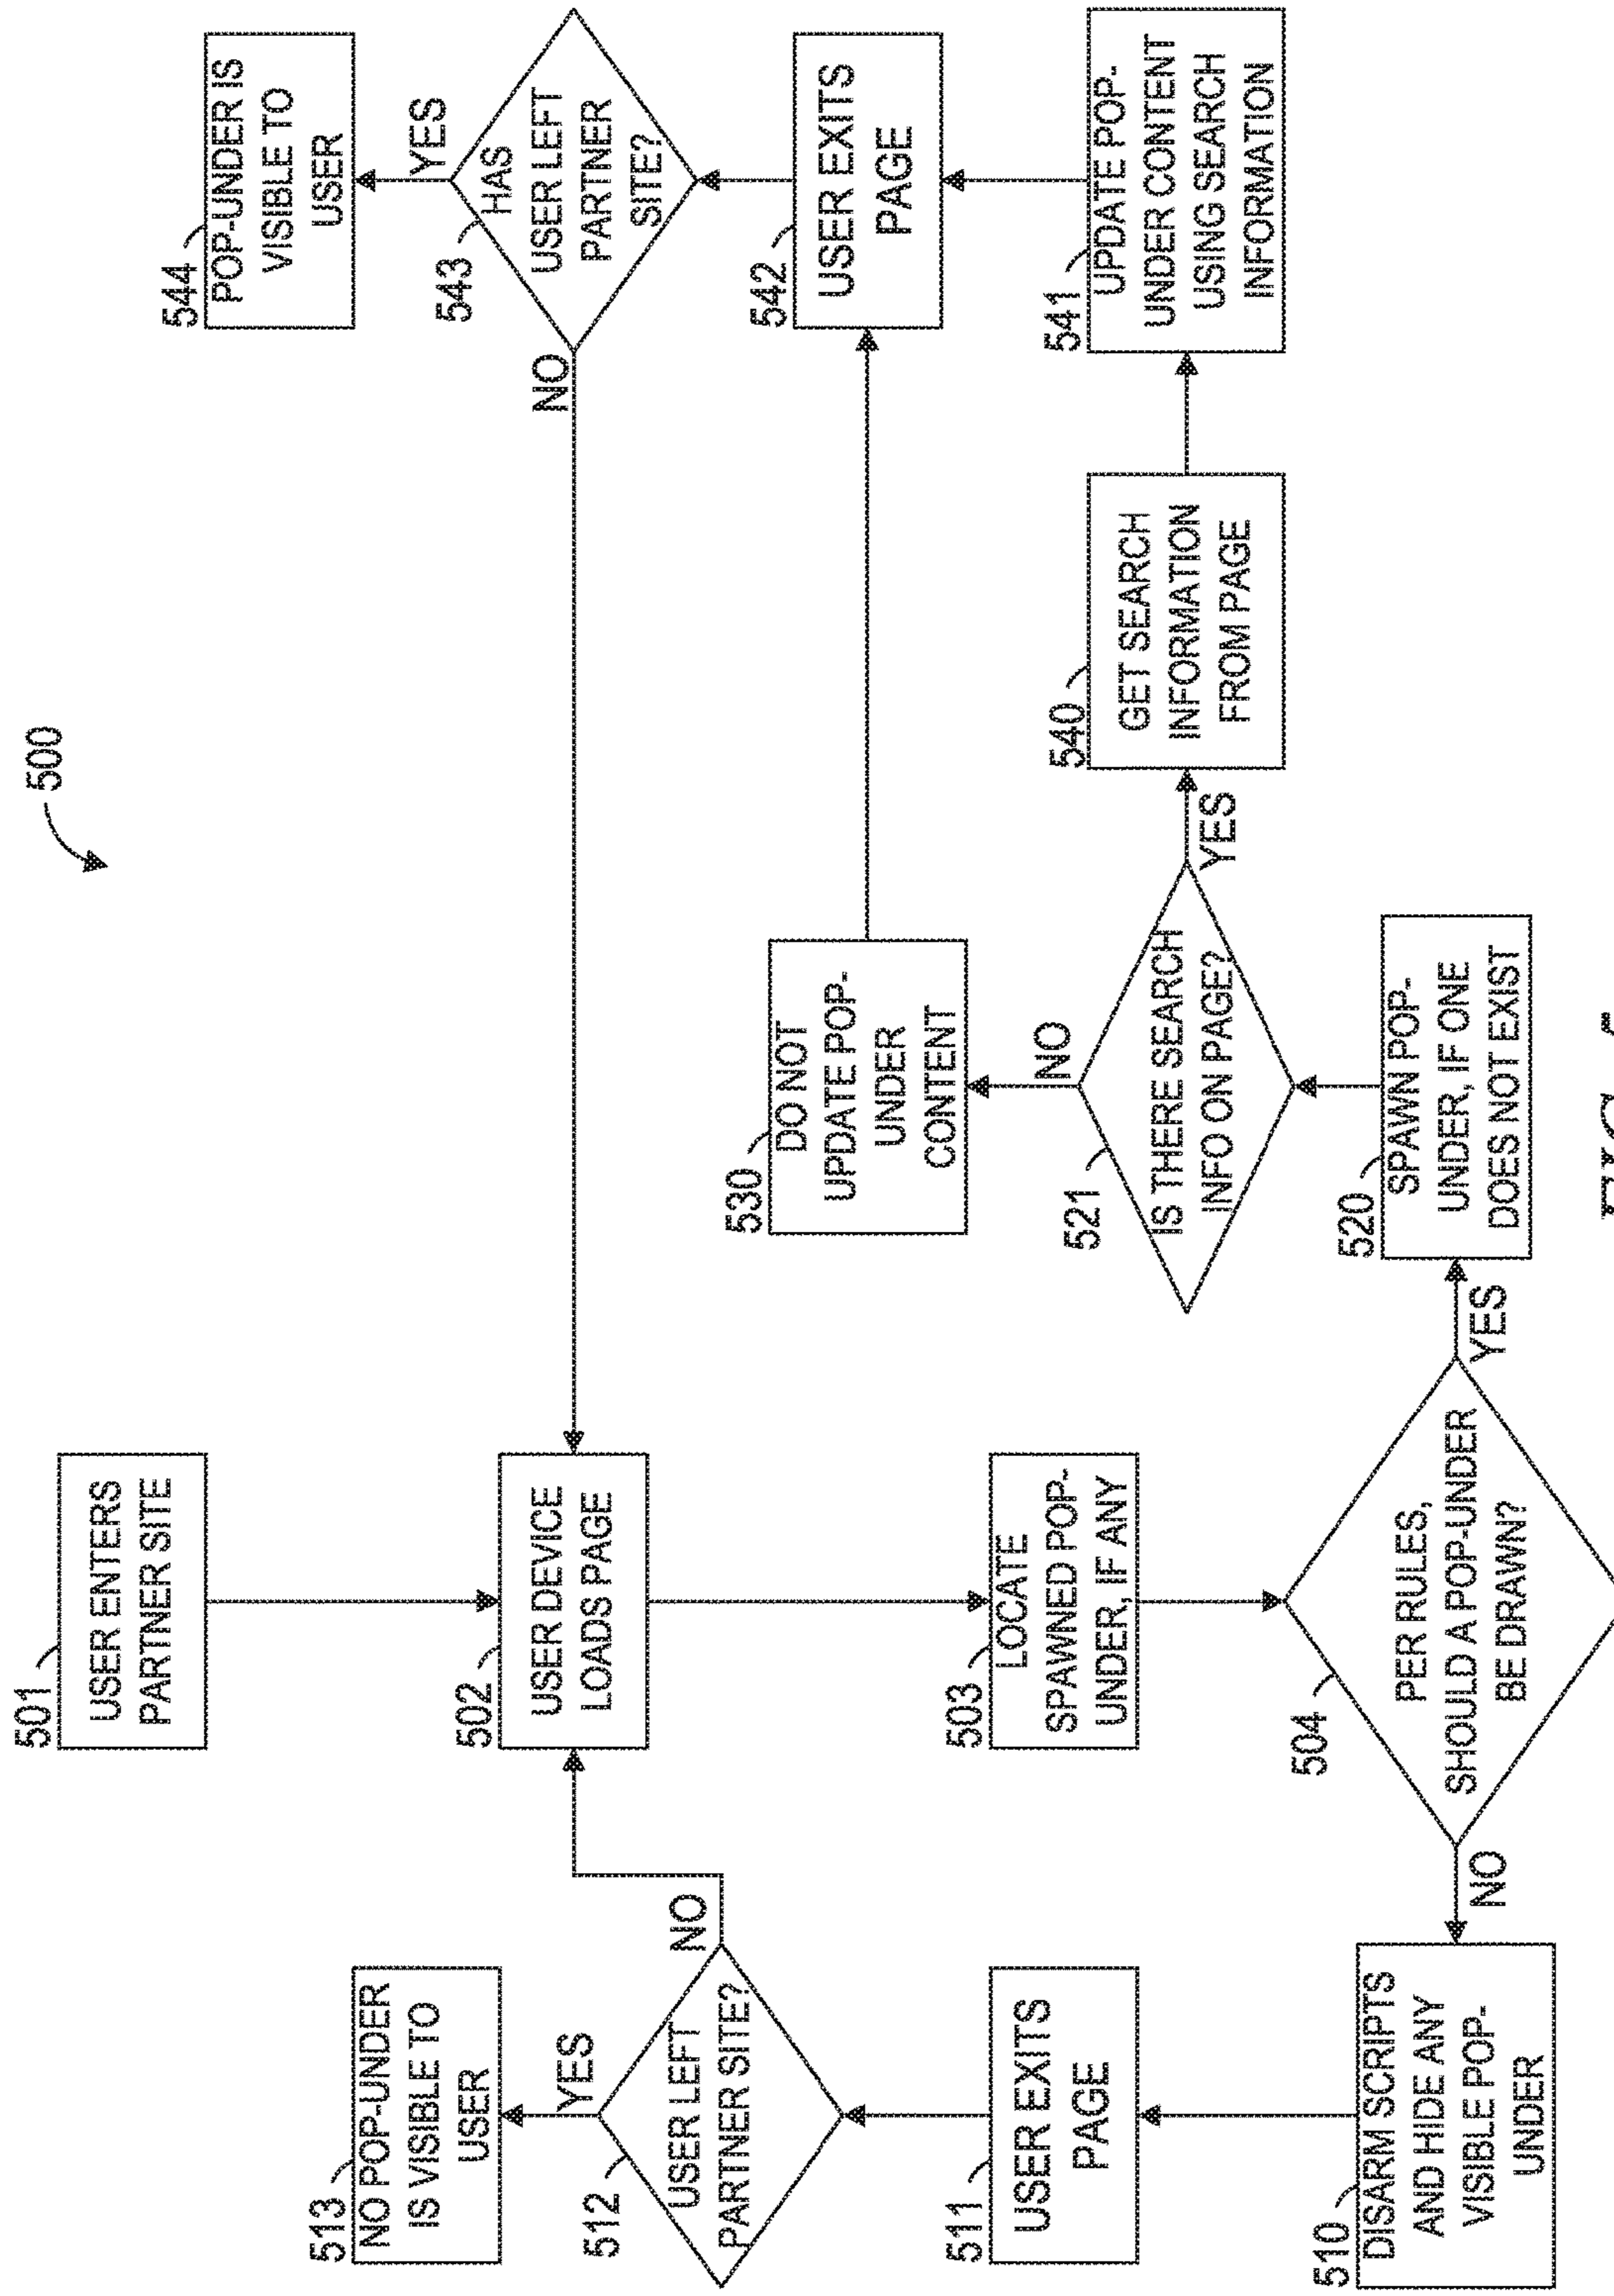 500
501
USER ENTERS
PARTNER SITE
502
USER DEVICE
LOADS PAGE
503
LOCATE
SPAWNED POP-
UNDER, IF ANY
504
PER RULES,
SHOULD A POP-UNDER
BE DRAWN?
NO
YES
510
DISARM SCRIPTS
AND HIDE ANY
VISIBLE POP-
UNDER
511
USER EXITS
PAGE
512
USER LEFT
PARTNER SITE?
YES
NO
513
NO POP-UNDER
IS VISIBLE TO
USER
520
SPAWN POP-
UNDER, IF ONE
DOES NOT EXIST
521
IS THERE SEARCH
INFO ON PAGE?
NO
YES
530
DO NOT
UPDATE POP-
UNDER
CONTENT
540
GET SEARCH
INFORMATION
FROM PAGE
541
UPDATE POP-
UNDER CONTENT
USING SEARCH
INFORMATION
542
USER EXITS
PAGE
543
HAS
USER LEFT
PARTNER
SITE?
NO
YES
544
POP-UNDER IS
VISIBLE TO
USER